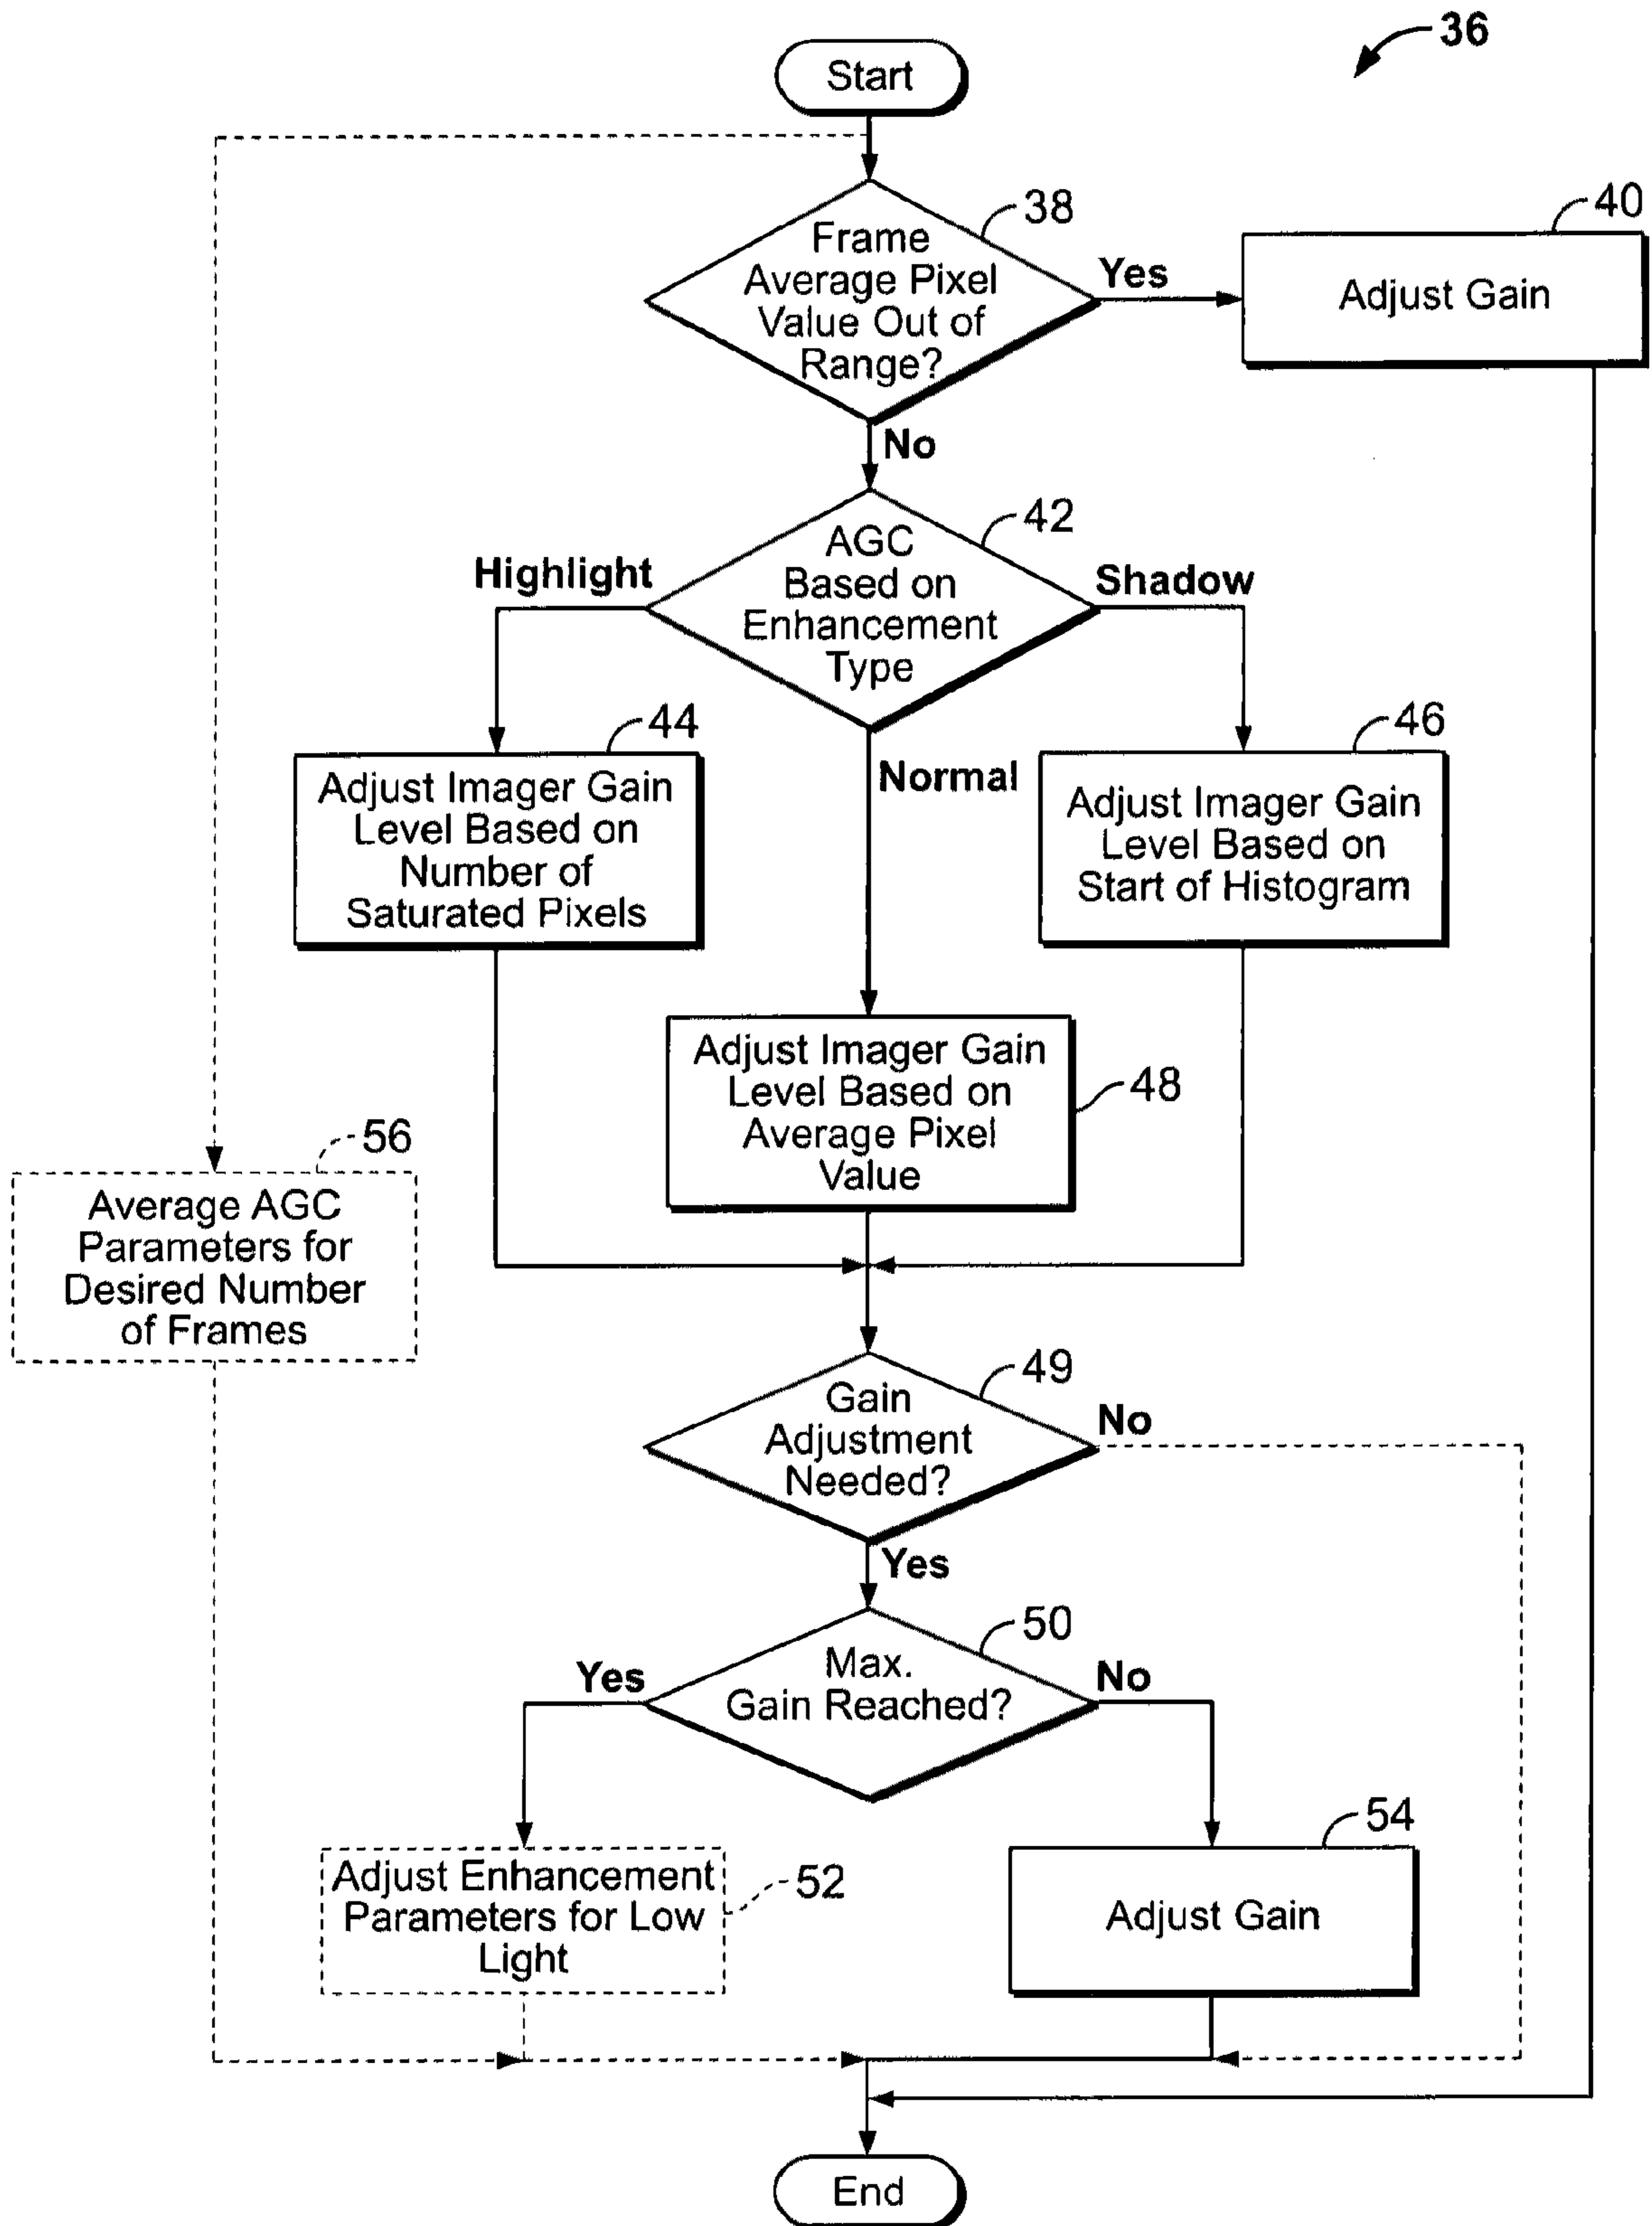 36
Start
38
Frame
Average Pixel
Value Out of
Range?
Yes
40
Adjust Gain
No
42
AGC
Based on
Enhancement
Type
Highlight
Shadow
44
Adjust Imager Gain
Level Based on
Number of
Saturated Pixels
Normal
46
Adjust Imager Gain
Level Based on
Start of Histogram
Adjust Imager Gain
Level Based on
Average Pixel
Value
48
56
Average AGC
Parameters for
Desired Number
of Frames
49
Gain
Adjustment
Needed?
No
Yes
50
Max.
Gain Reached?
Yes
No
Adjust Enhancement
Parameters for Low
Light
52
54
Adjust Gain
End